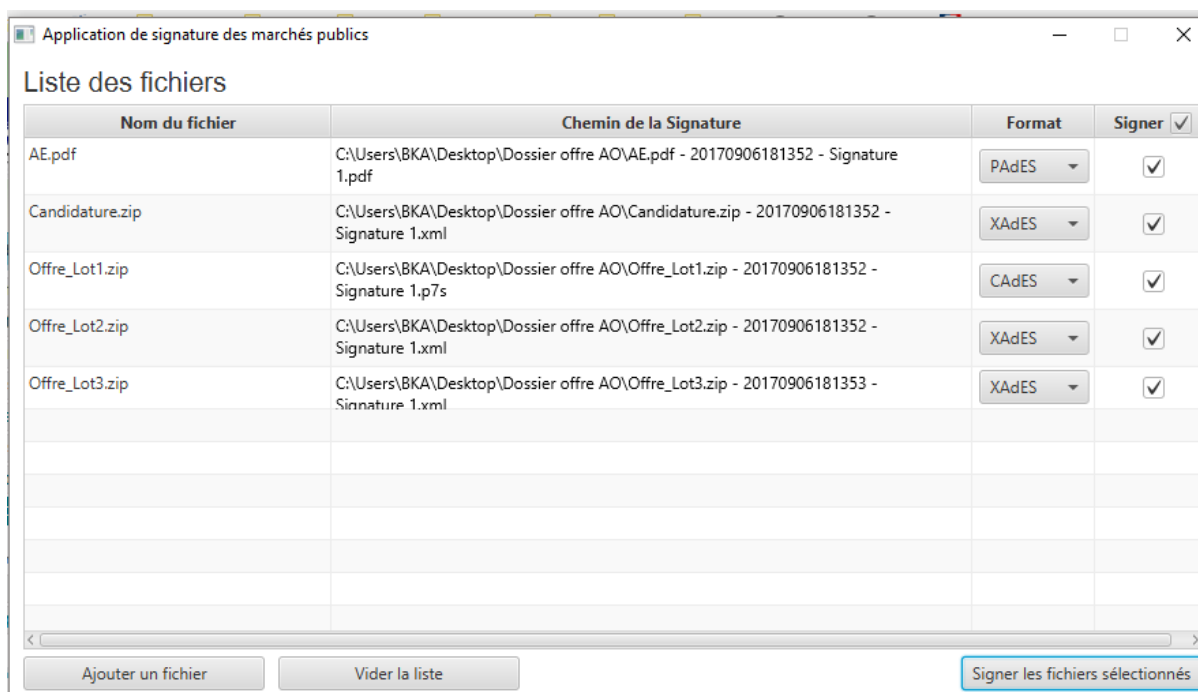 Application de signature des marchés publics
Liste des fichiers
Nom du fichier Chemin de la Signature Format Signer
AE.pdf C:\Users\BKA\Desktop\Dossier offre AO\AE.pdf - 20170906181352 - Signature PAdES
1.pdf
Candidature.zip C:\Users\BKA\Desktop\Dossier offre AO\Candidature.zip - 20170906181352 - XAdES
Signature 1.xml
Offre_Lot1.zip C:\Users\BKA\Desktop\Dossier offre AO\Offre_Lot1.zip - 20170906181352 - CAdES
Signature 1.p7s
Offre_Lot2.zip C:\Users\BKA\Desktop\Dossier offre AO\Offre_Lot2.zip - 20170906181352 - XAdES
Signature 1.xml
Offre_Lot3.zip C:\Users\BKA\Desktop\Dossier offre AO\Offre_Lot3.zip - 20170906181353 - XAdES
Signature 1.xml
Ajouter un fichier Vider la liste Signer les fichiers sélectionnés